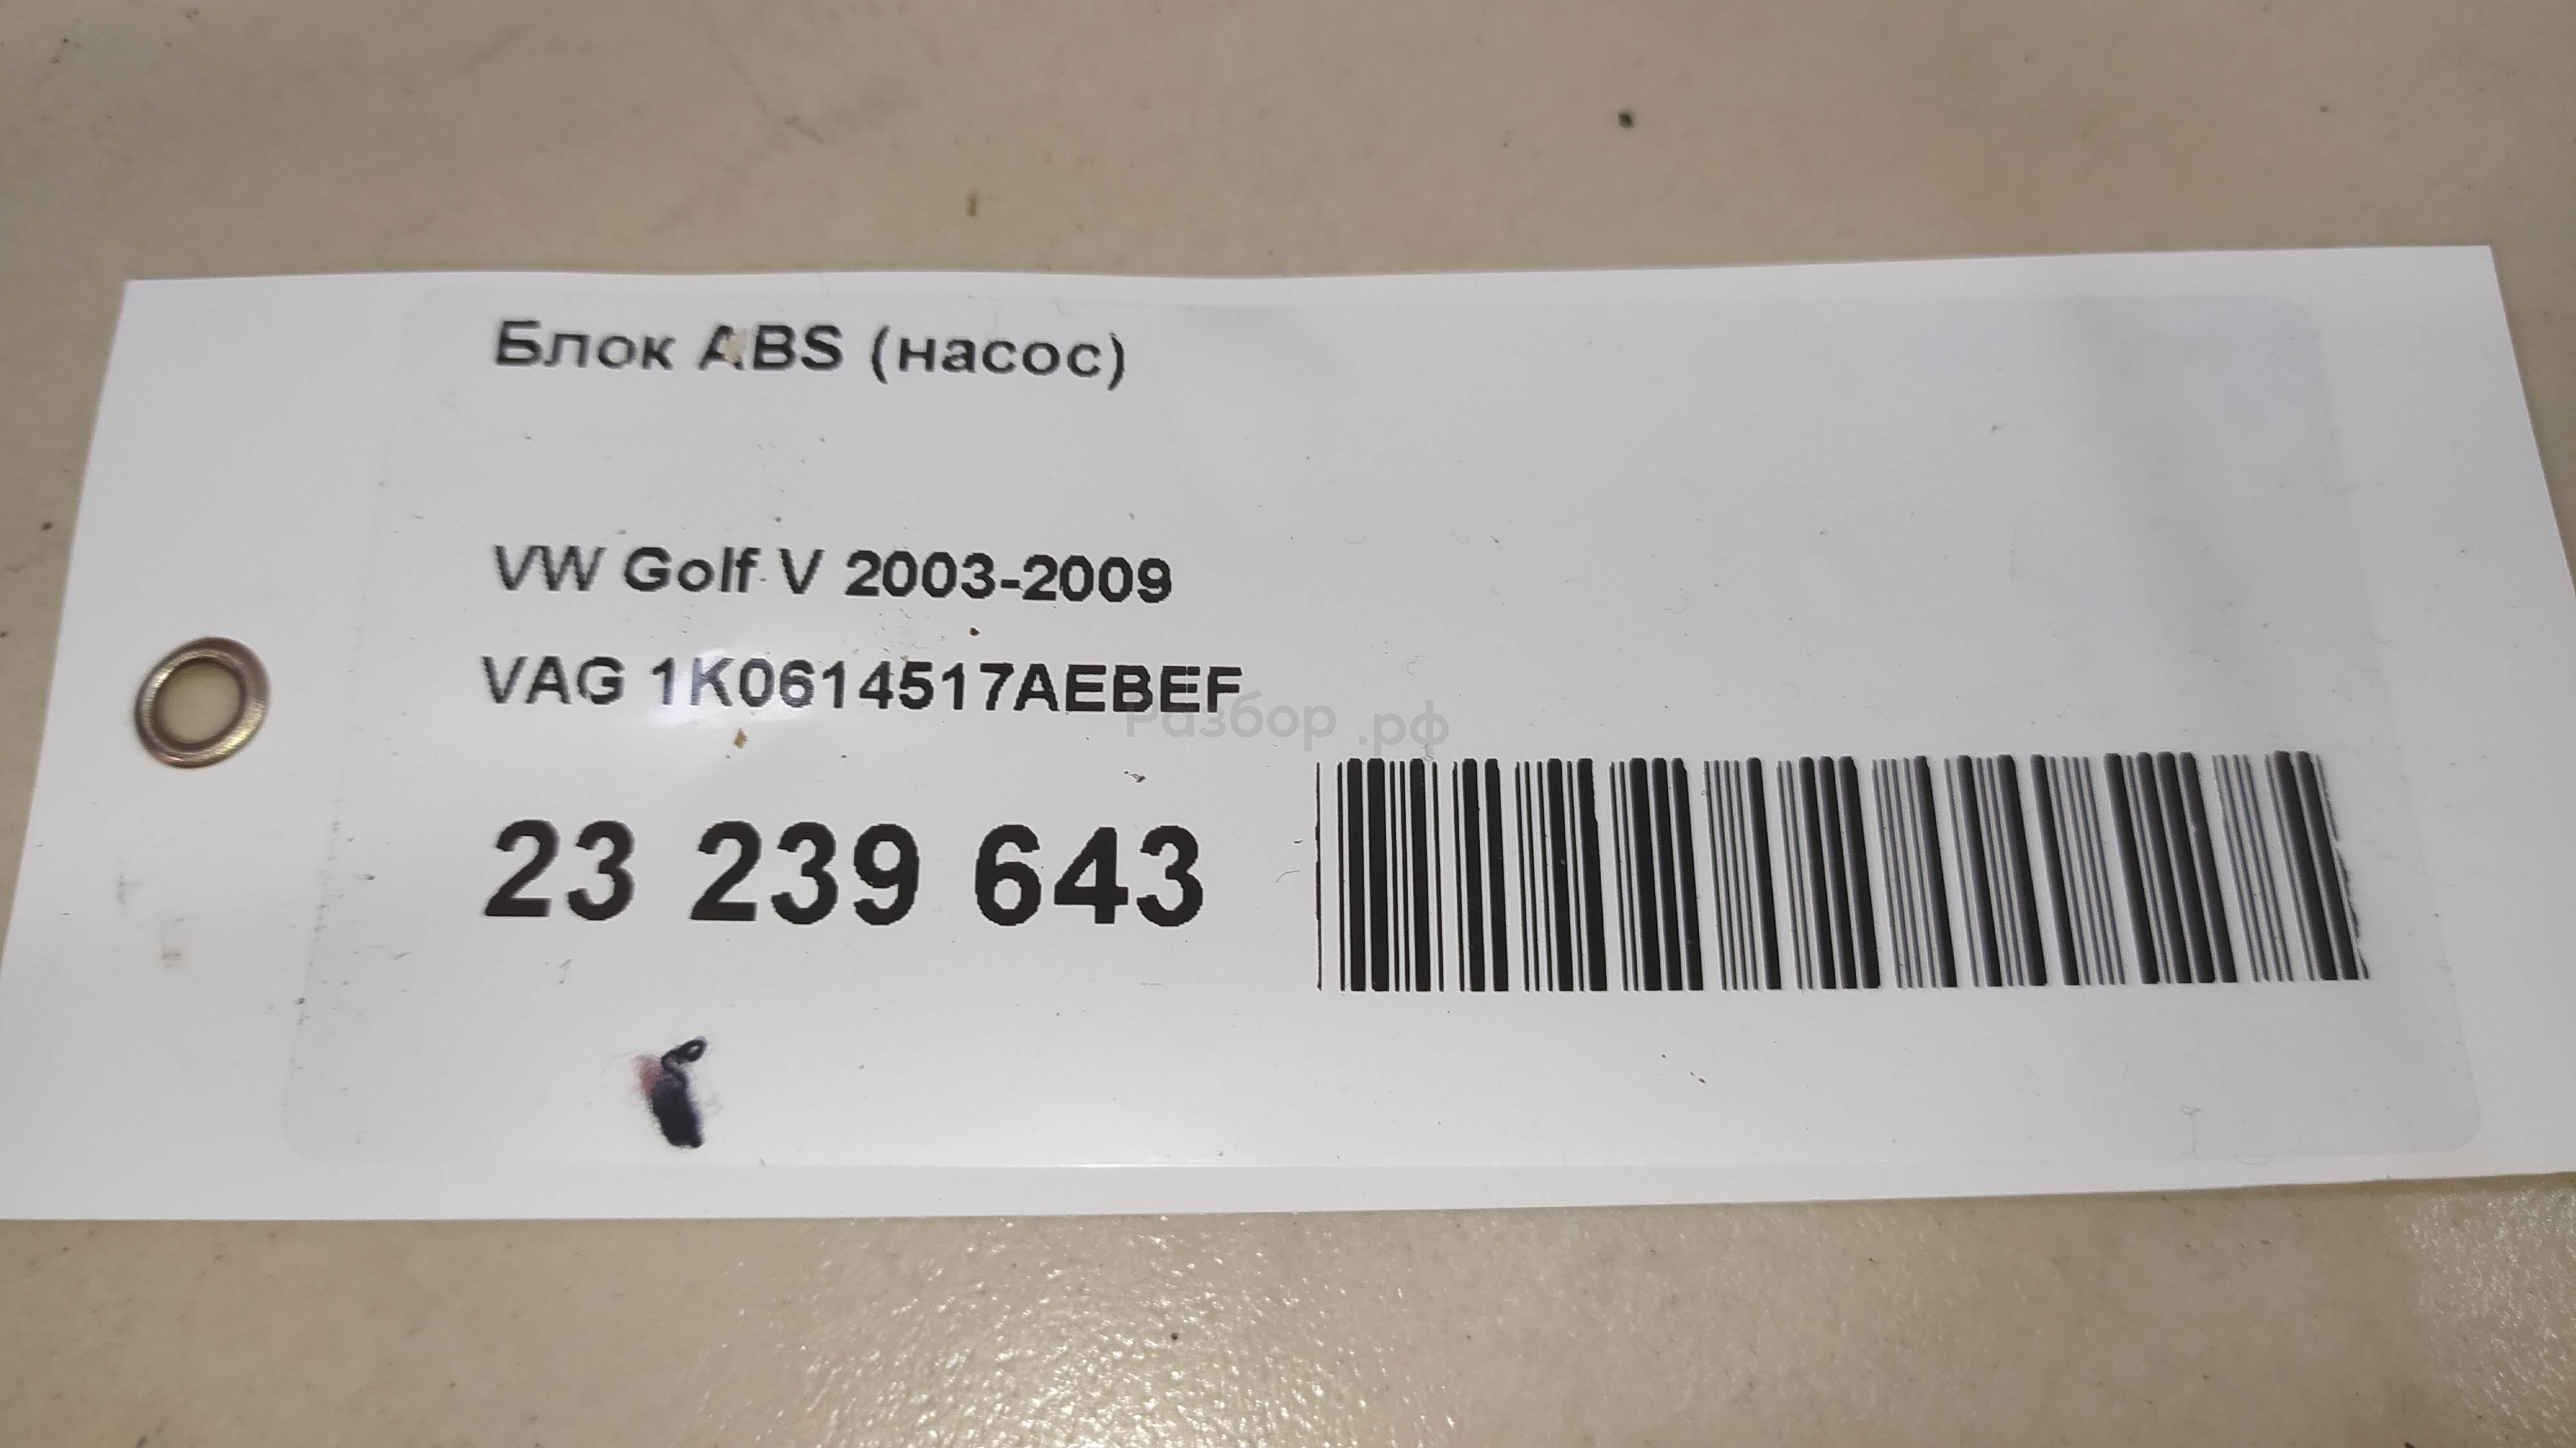 Блок ABS (насос)
VW Golf V 2003-2009
VAG 1K0614517AEBEF
Разбор.рф
23 239 643